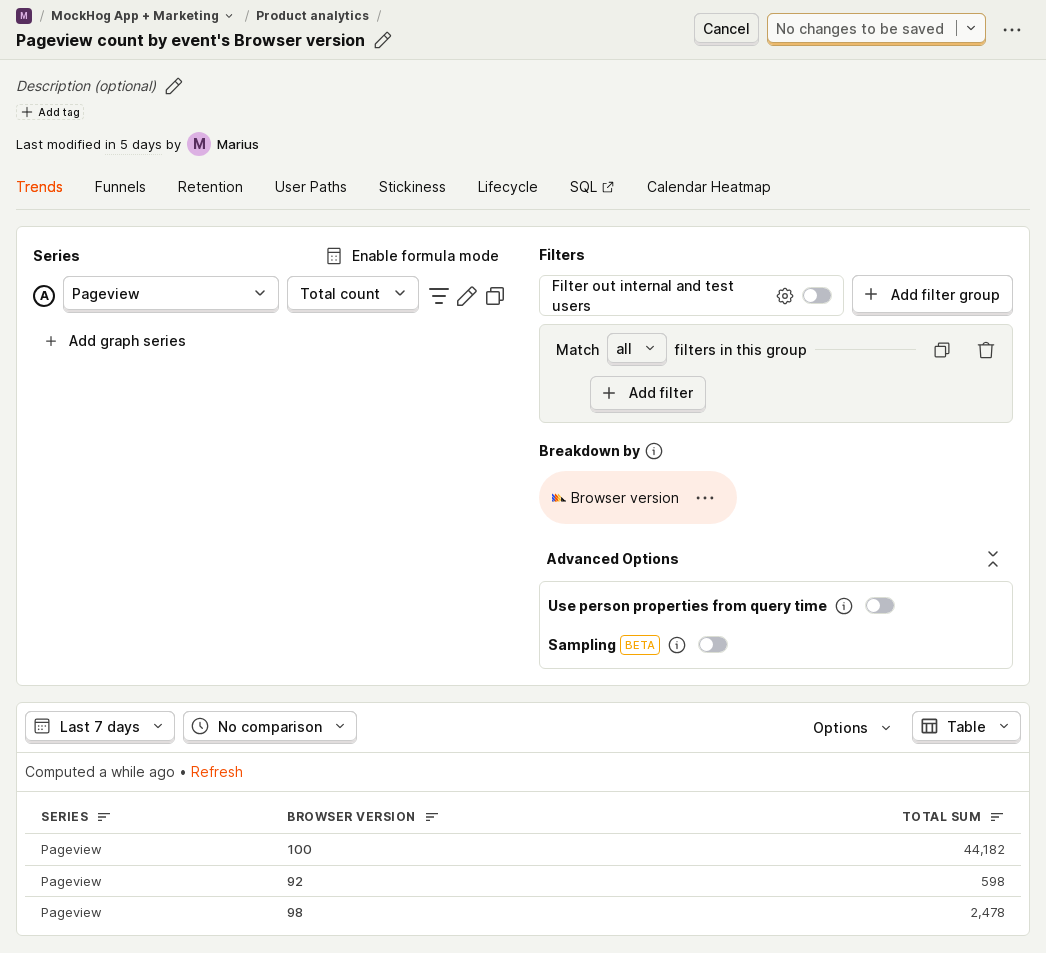 M / MockHog App + Marketing / Product analytics /
Pageview count by event's Browser version
Cancel
No changes to be saved
Description (optional)
Add tag
Last modified in 5 days by M Marius
Trends Funnels Retention User Paths Stickiness Lifecycle SQL Calendar Heatmap
Series
Enable formula mode
A Pageview Total count
Add graph series
Filters
Filter out internal and test
users
Add filter group
Match all filters in this group
Add filter
Breakdown by
Browser version
Advanced Options
Use person properties from query time
Sampling BETA
Last 7 days No comparison Options Table
Computed a while ago • Refresh
SERIES BROWSER VERSION TOTAL SUM
Pageview 100 44,182
Pageview 92 598
Pageview 98 2,478